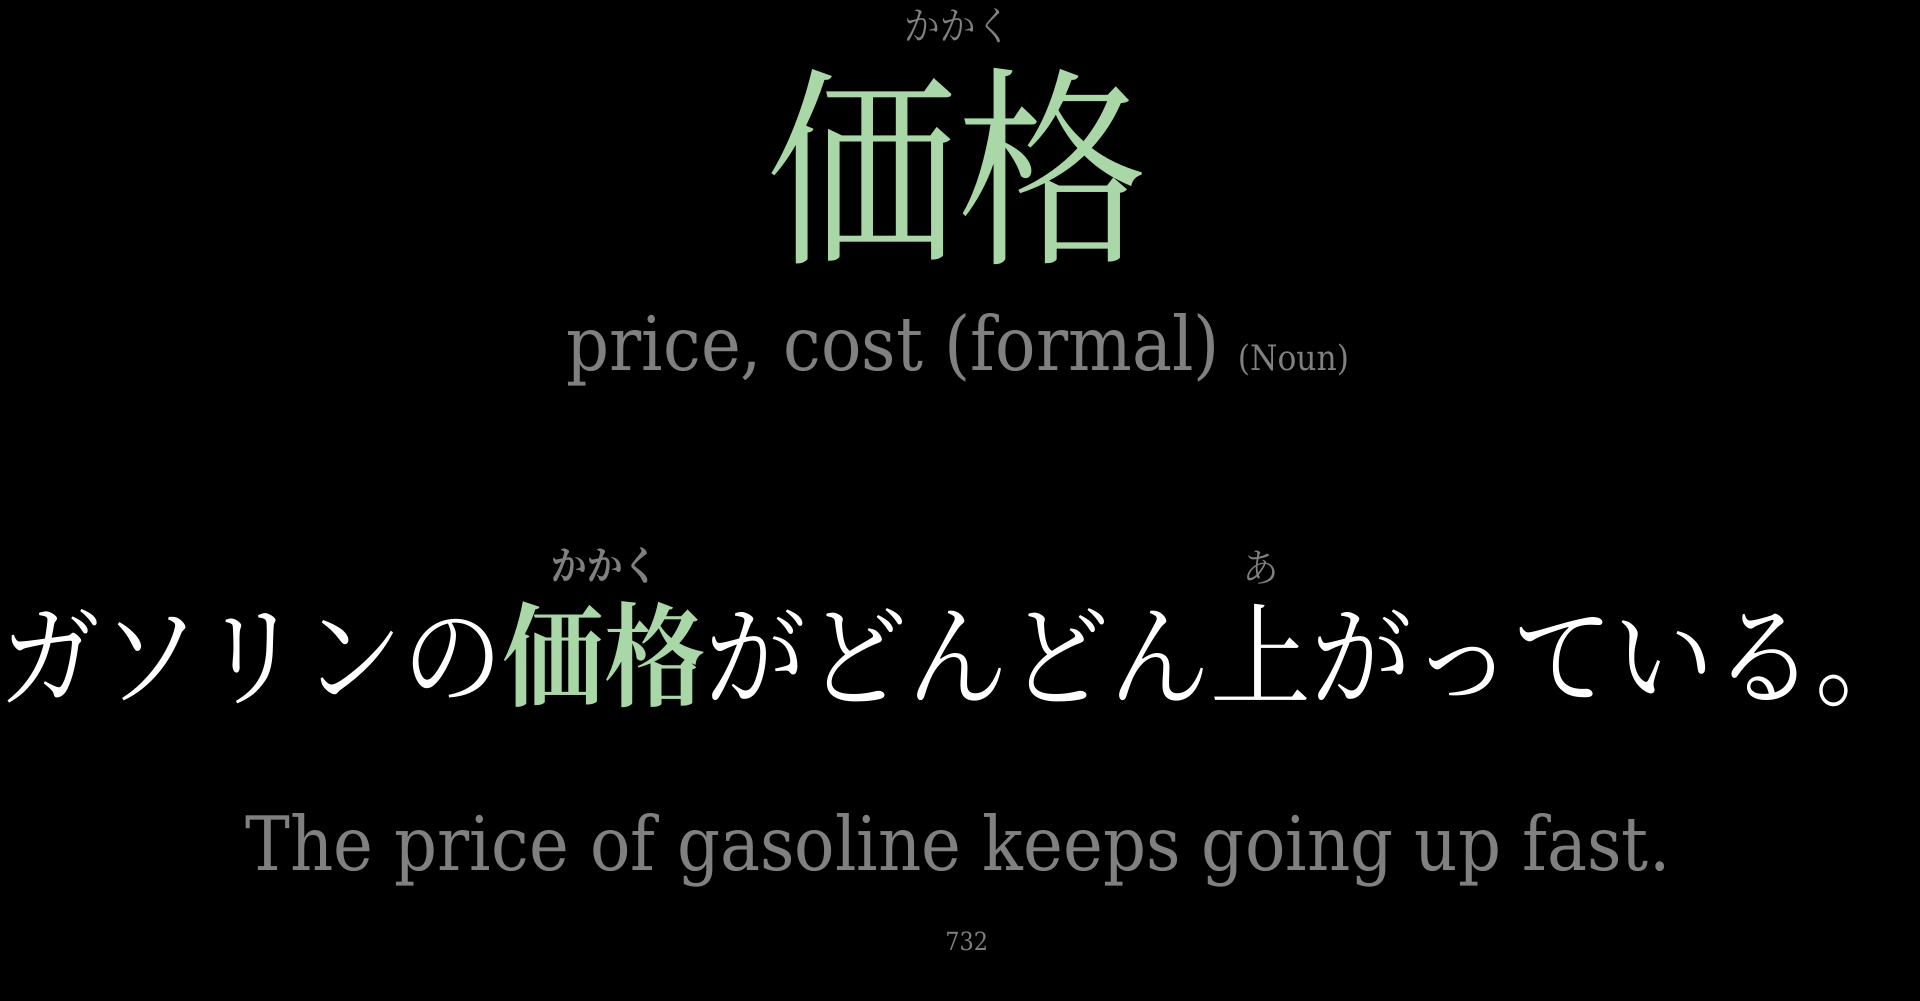 かかく
価格
price, cost (formal) (Noun)
かかく あ
ガソリンの価格がどんどん上がっている。
The price of gasoline keeps going up fast.
732